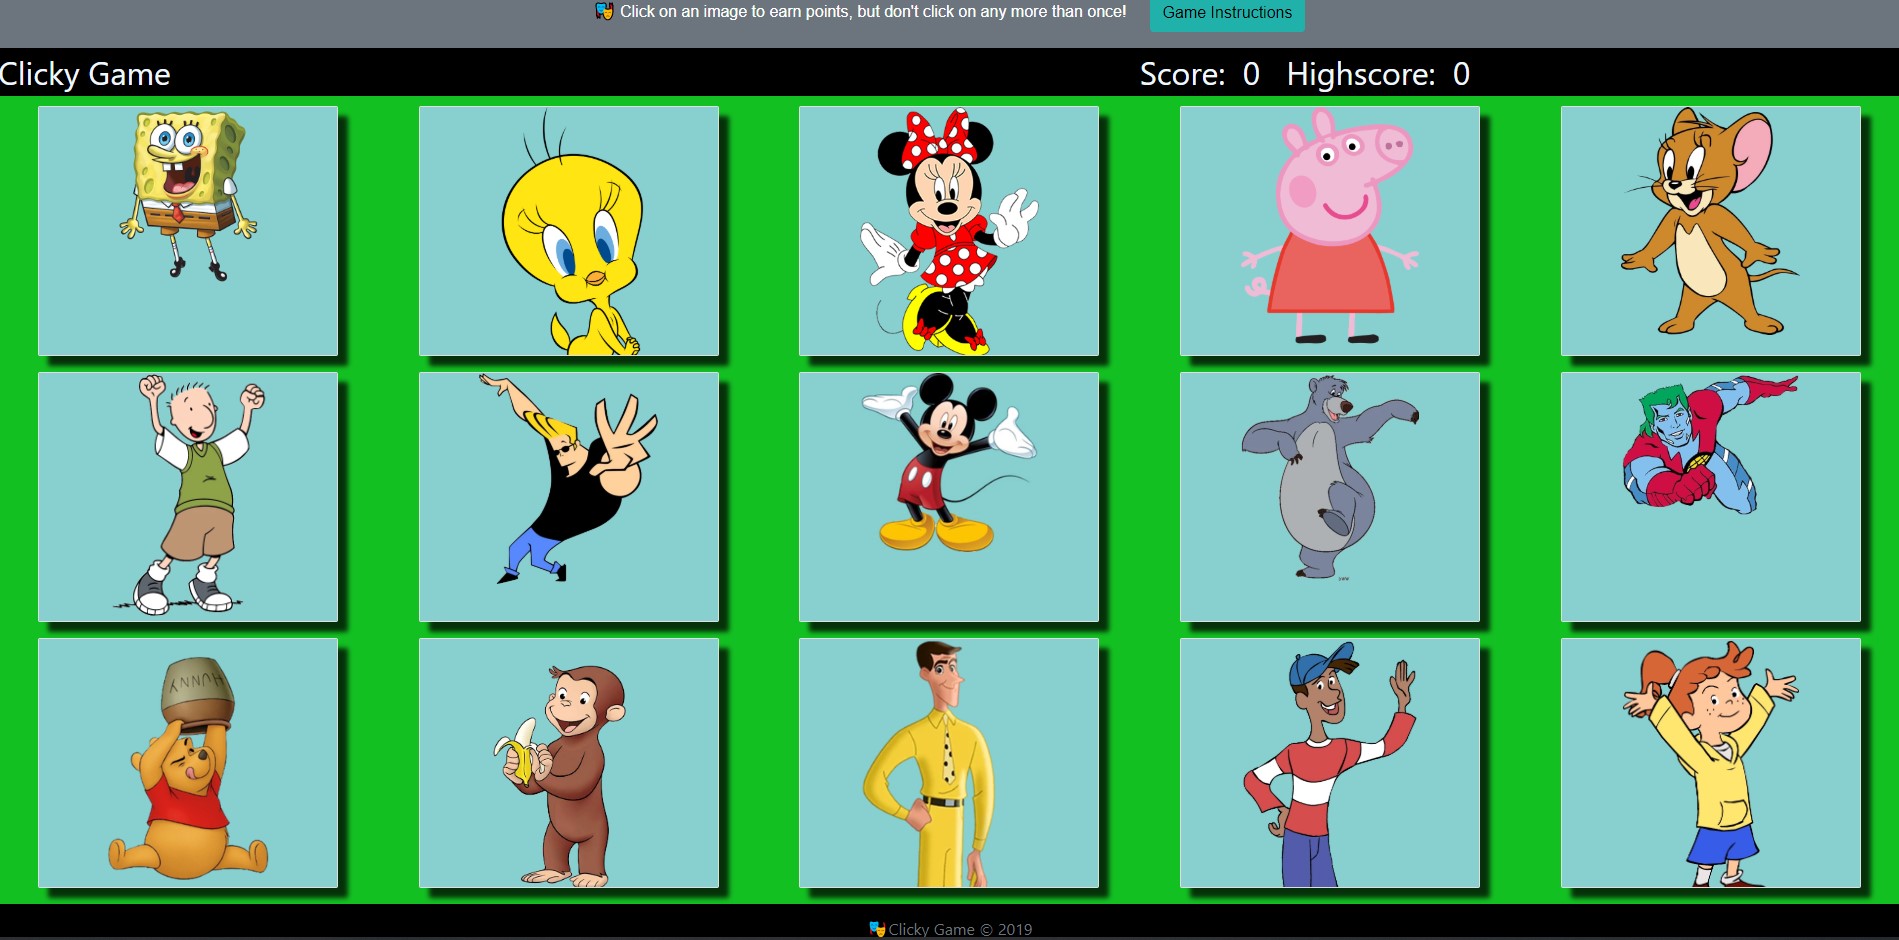 Click on an image to earn points, but don't click on any more than once! Game Instructions
Clicky Game Score: 0 Highscore: 0
HUNNY
Clicky Game © 2019